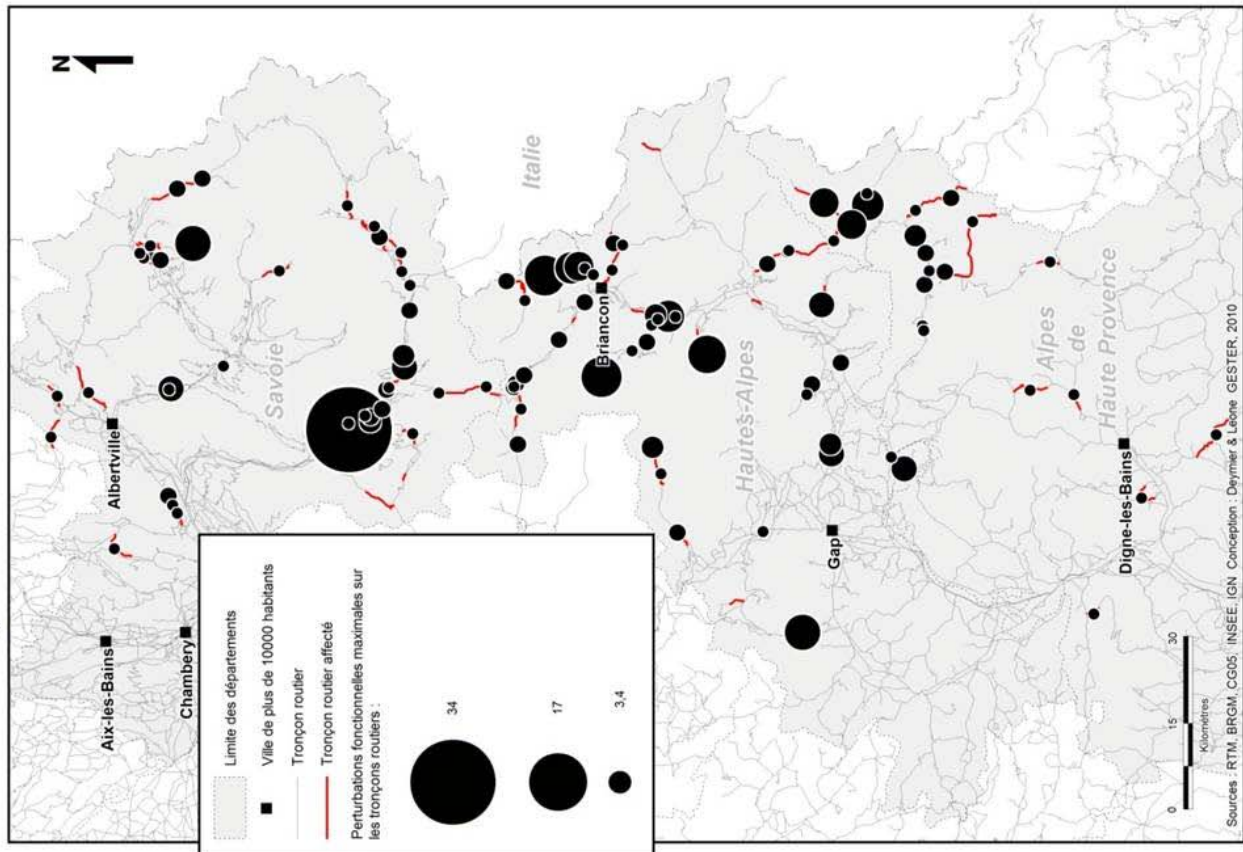 N
Italie
Savoie
Hautes-Alpes
Alpes
de
Haute Provence
Albertville
Aix-les-Bains
Chambery
Briancon
Gap
Digne-les-Bains
Limite des départements
Ville de plus de 10000 habitants
Tronçon routier
Tronçon routier affecté
Perturbations fonctionnelles maximales sur
les tronçons routiers :
34
17
3,4
0 15 30
Kilomètres
Sources : RTM, BRGM, CG05, INSEE, IGN Conception : Deymier & Leone GESTER, 2010